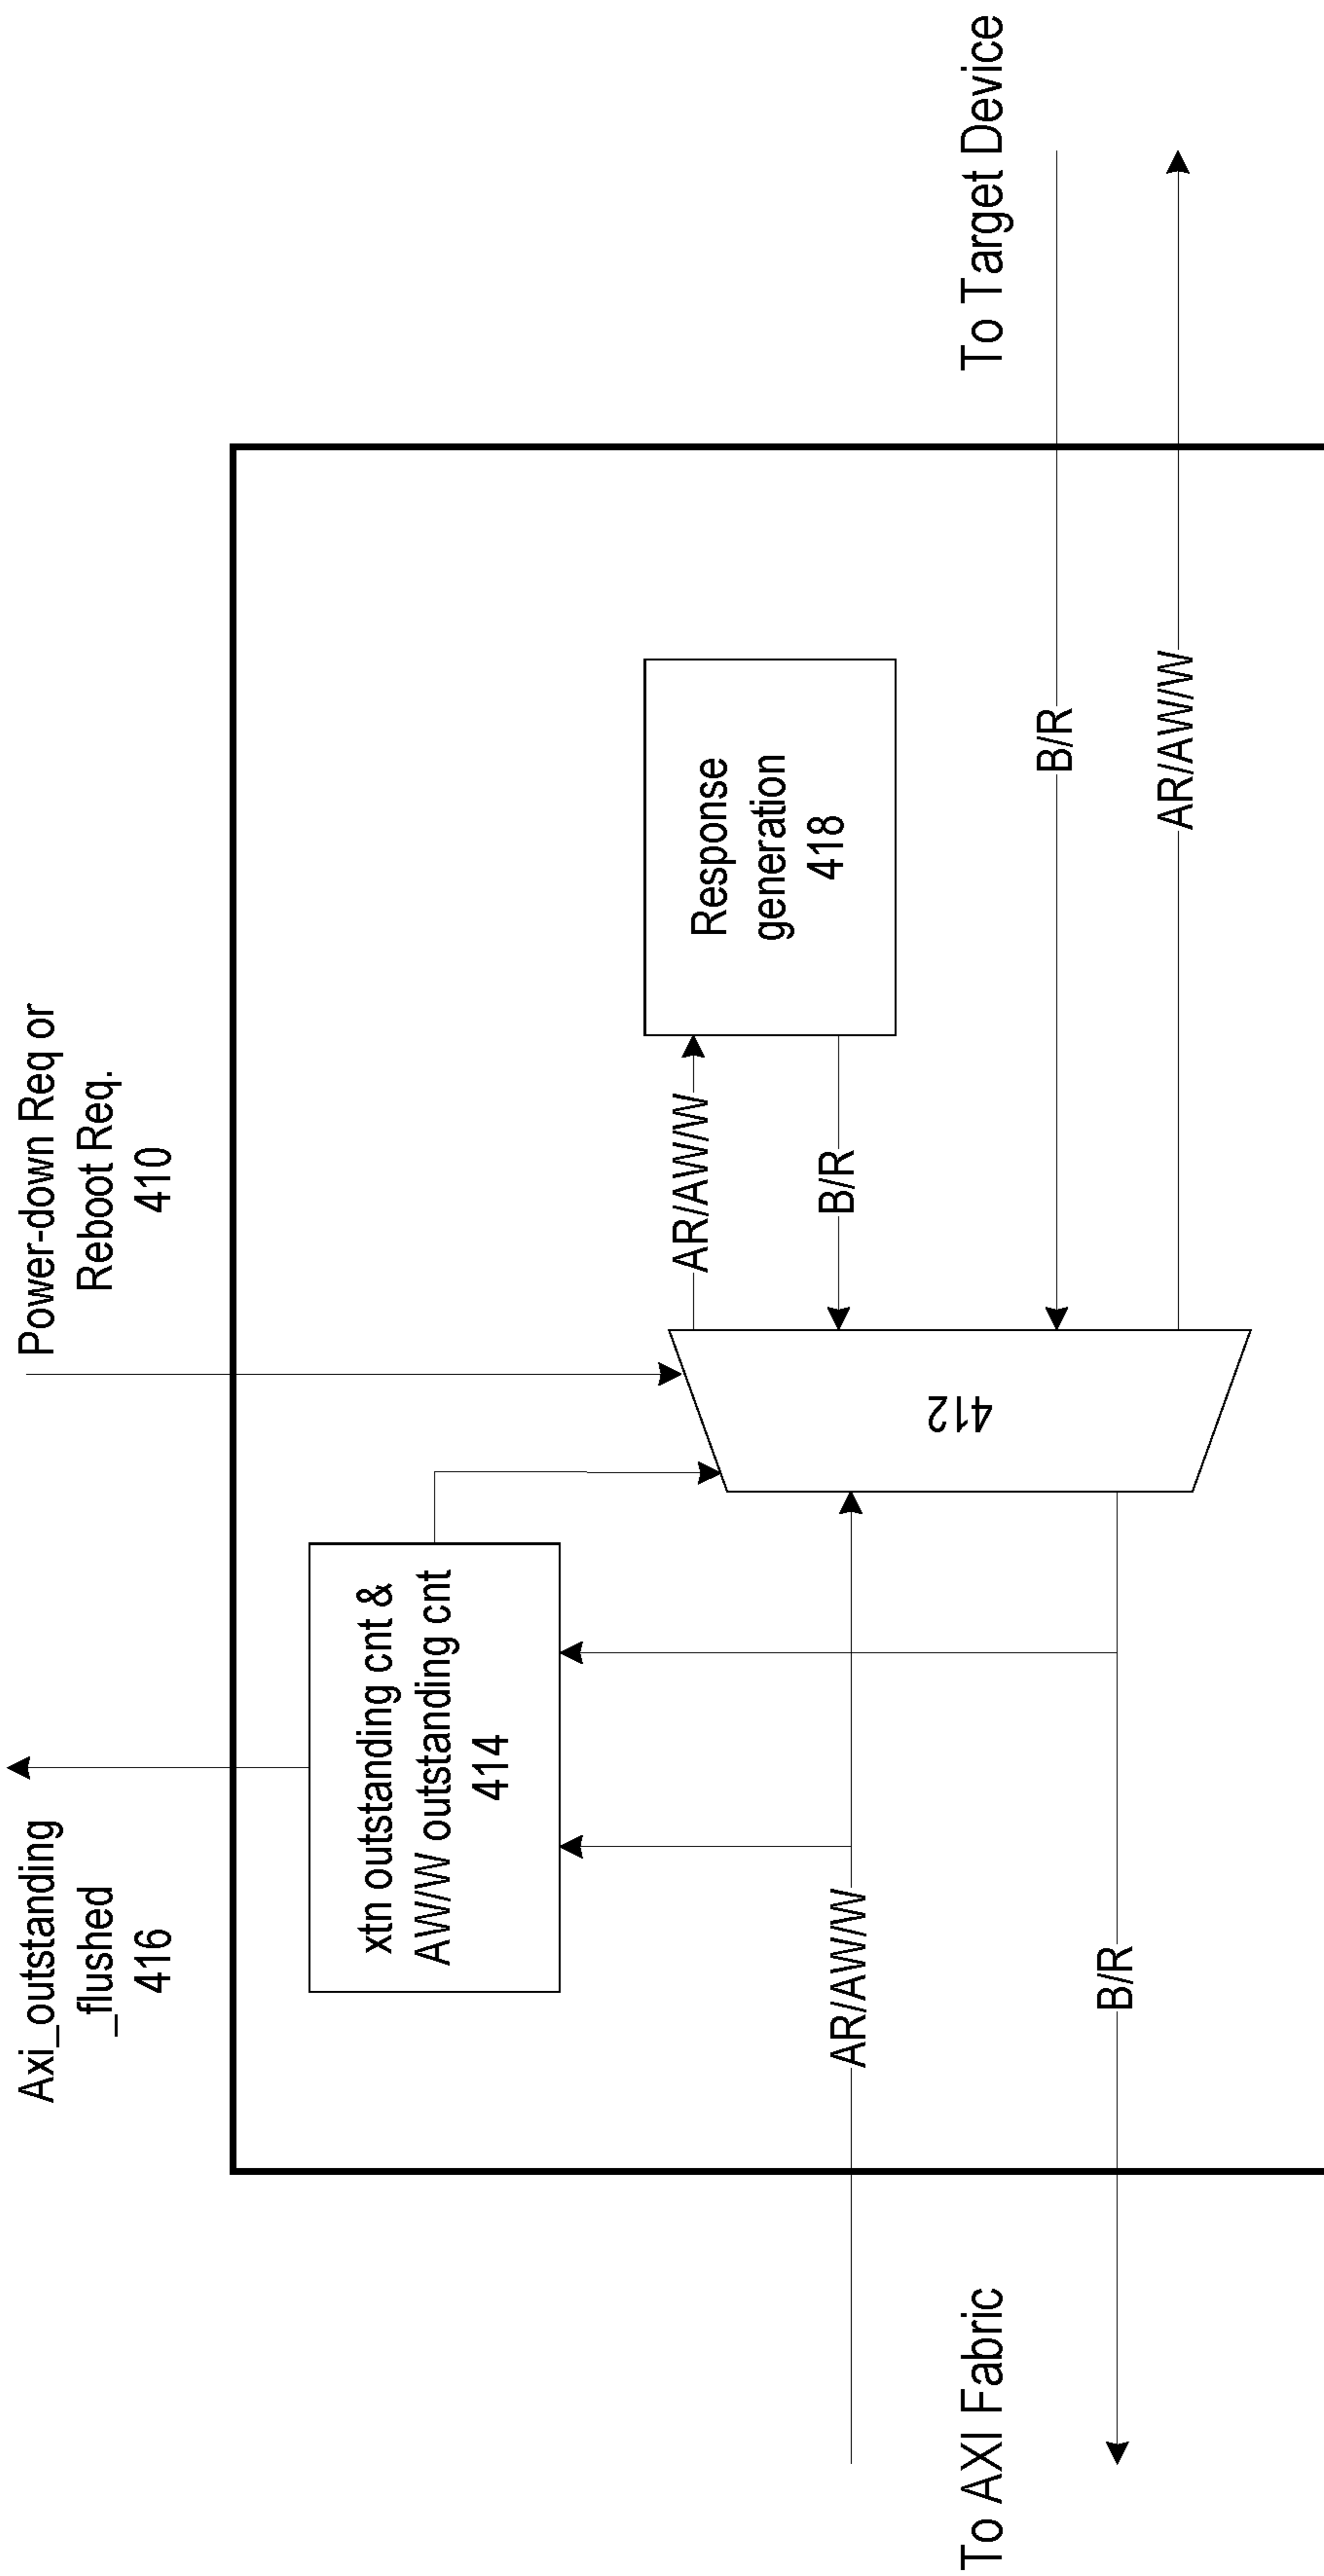 Axi_outstanding
_flushed
416
Power-down Req or
Reboot Req.
410
xtn outstanding cnt &
AW/W outstanding cnt
414
AR/AW/W
Response
generation
418
B/R
AR/AW/W
412
To AXI Fabric
To Target Device
B/R
B/R
AR/AW/W